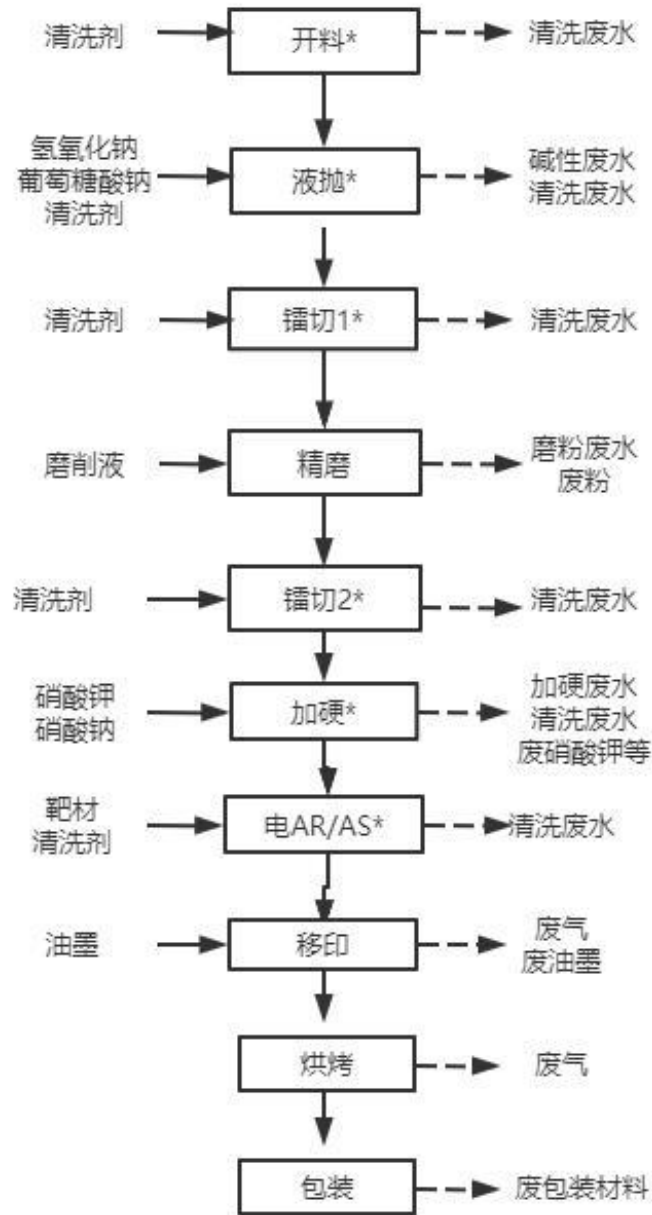 清洗剂
开料*
清洗废水
氢氧化钠
葡萄糖酸钠
清洗剂
液抛*
碱性废水
清洗废水
清洗剂
镭切1*
清洗废水
磨削液
精磨
磨粉废水
废粉
清洗剂
镭切2*
清洗废水
硝酸钾
硝酸钠
加硬*
加硬废水
清洗废水
废硝酸钾等
靶材
清洗剂
电AR/AS*
清洗废水
油墨
移印
废气
废油墨
烘烤
废气
包装
废包装材料